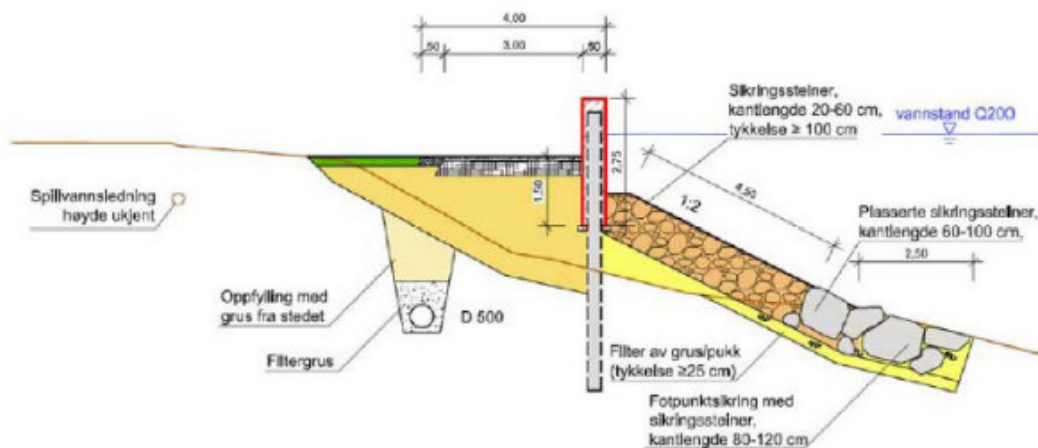 4,00
50
3,00
50
Sikringssteiner,
kantlengde 20-60 cm,
tykkelse ≥ 100 cm
vannstand Q200
2,75
1,50
4,50
1:2
Spillvannsledning
høyde ukjent
Plasserte sikringssteiner,
kantlengde 60-100 cm,
2,50
Oppfylling med
grus fra stedet
D 500
Filtergrus
Filter av grus/pukk
(tykkelse ≥25 cm)
Fotpunktsikring med
sikringssteiner,
kantlengde 80-120 cm